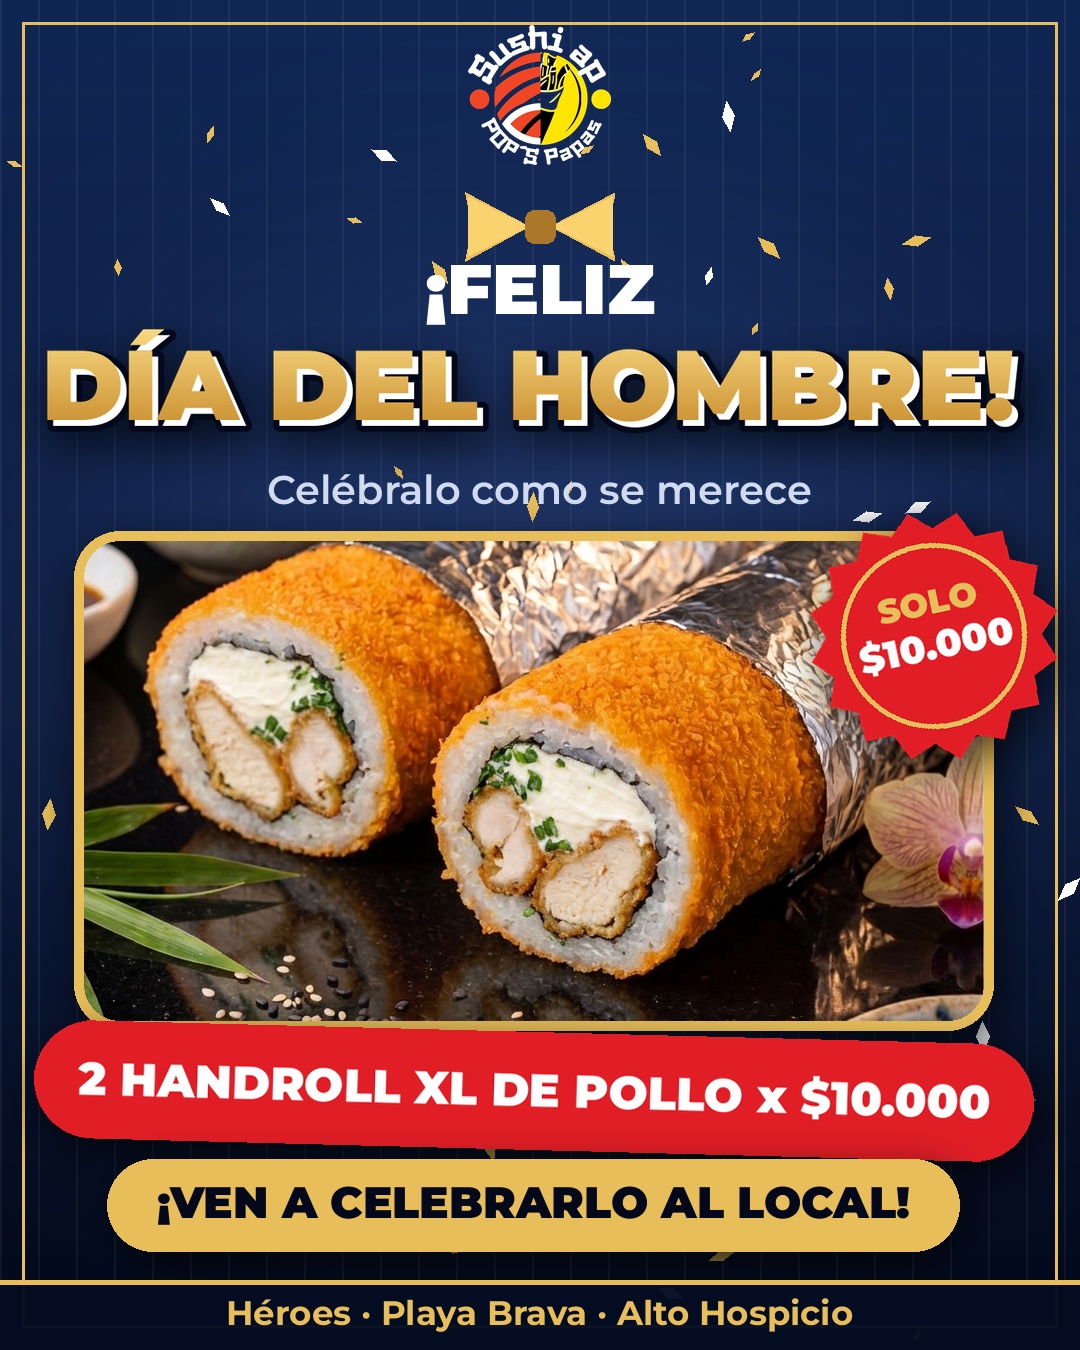 Sushi ap
POP'S Papas
¡FELIZ
DÍA DEL HOMBRE!
Celébralo como se merece
SOLO
$10.000
2 HANDROLL XL DE POLLO x $10.000
¡VEN A CELEBRARLO AL LOCAL!
Héroes · Playa Brava · Alto Hospicio